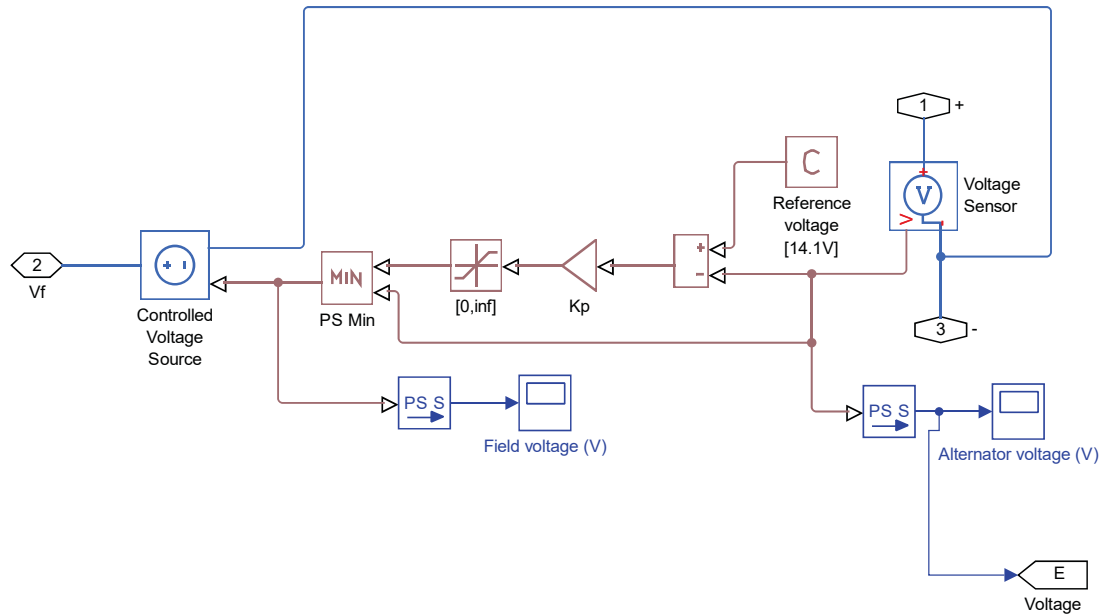 1
+
C
V
Voltage
Sensor
Reference
voltage
[14.1V]
2
Vf
+
-
MIN
PS Min
[0,inf]
Kp
3
-
Controlled
Voltage
Source
PS S
Field voltage (V)
PS S
Alternator voltage (V)
E
Voltage